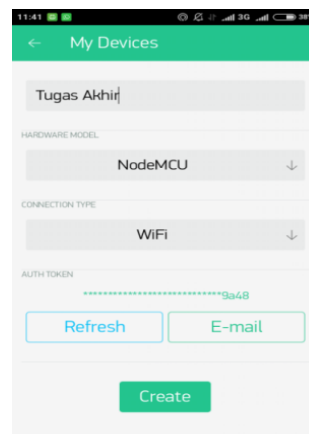 11:41 3G 38%
← My Devices
Tugas Akhir
HARDWARE MODEL
NodeMCU
CONNECTION TYPE
WiFi
AUTH TOKEN
****************************9a48
Refresh E-mail
Create